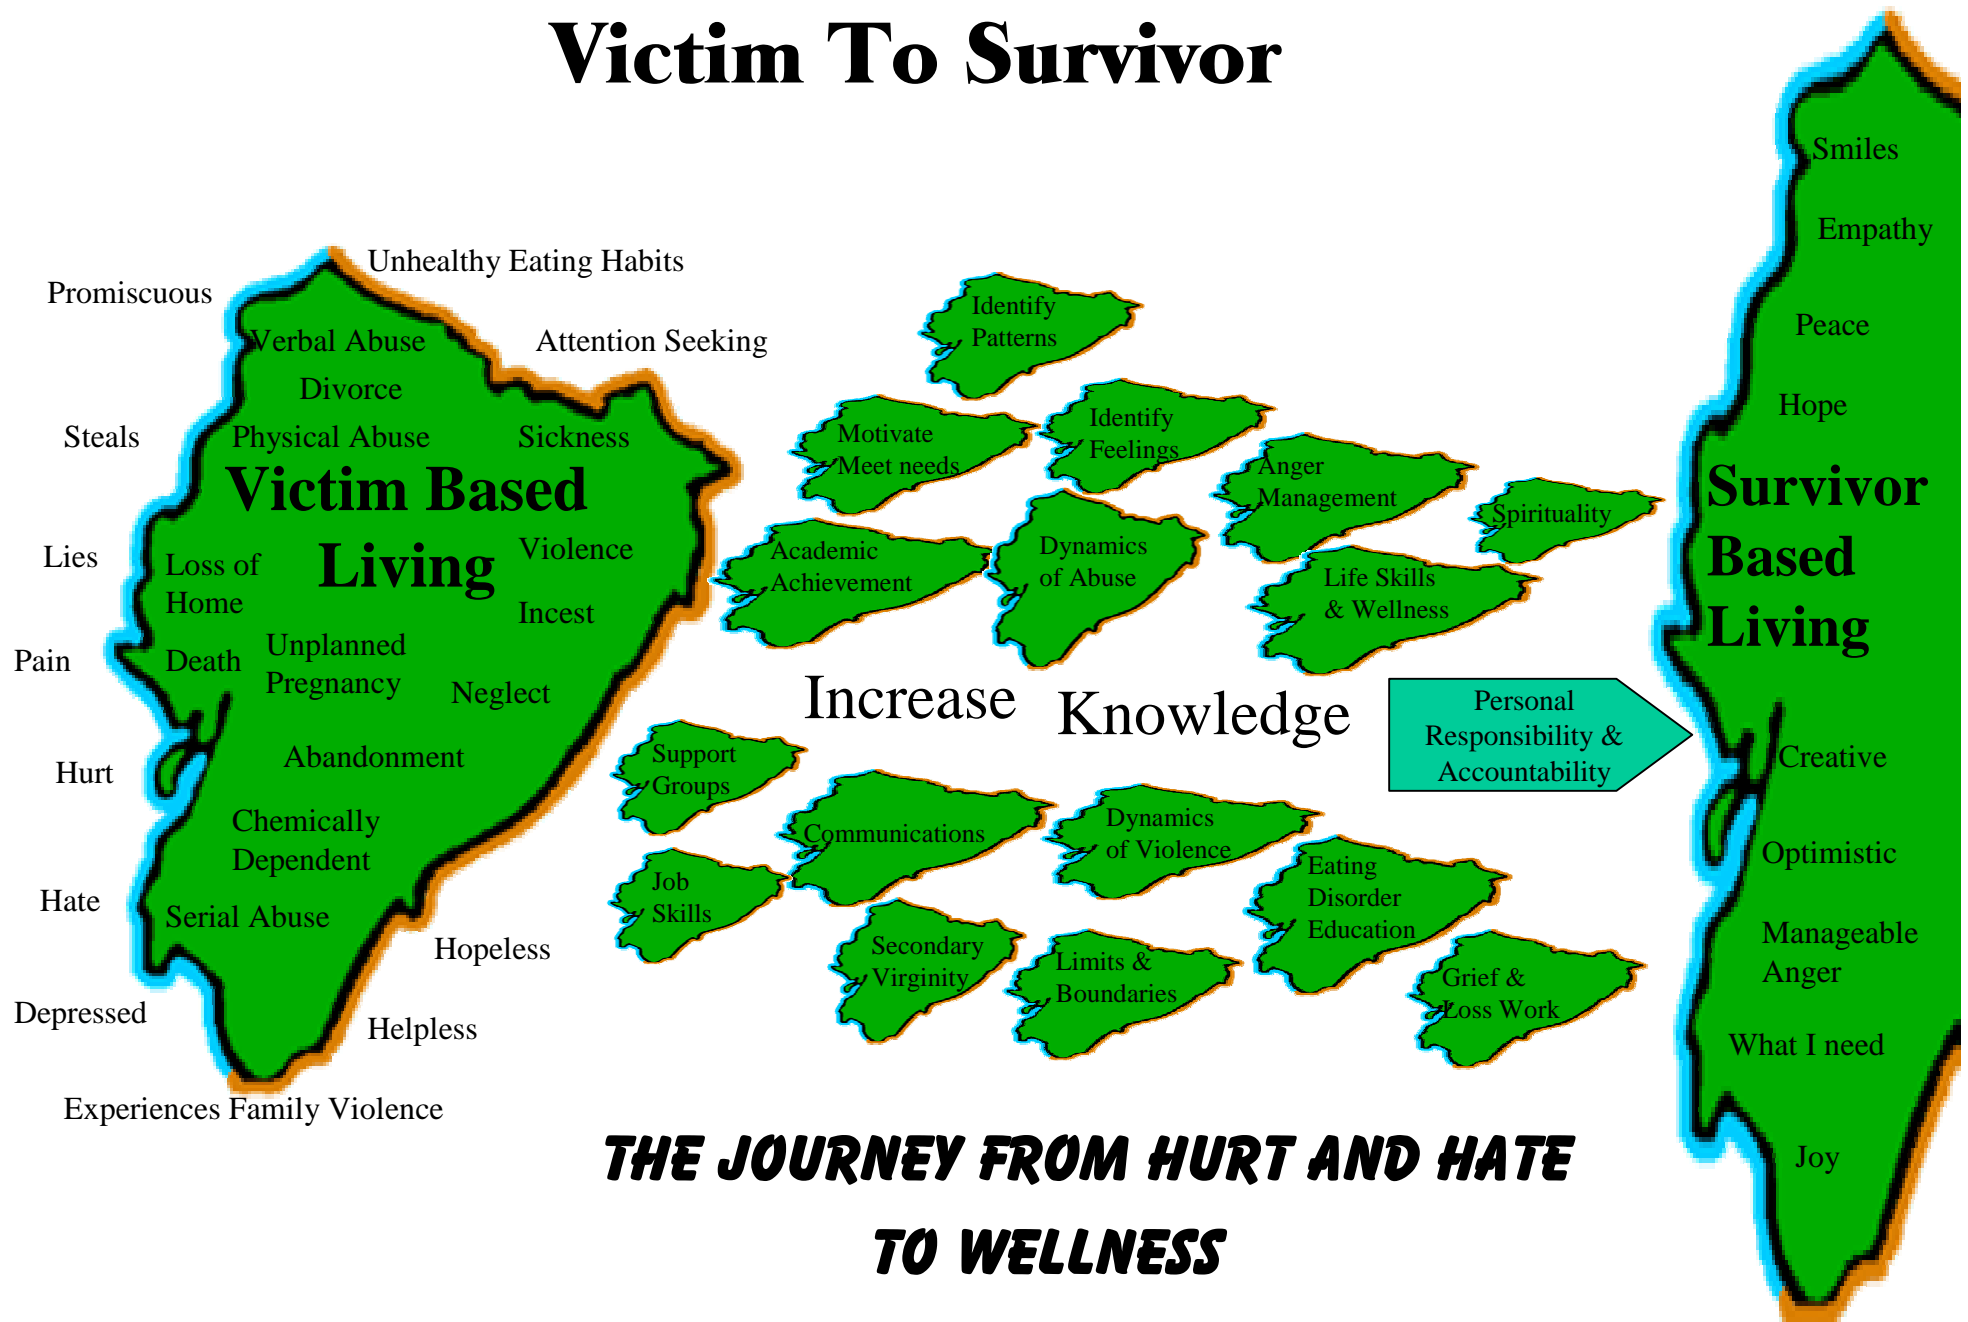 Victim To Survivor
Unhealthy Eating Habits
Promiscuous
Attention Seeking
Steals
Lies
Pain
Hurt
Hate
Depressed
Hopeless
Helpless
Experiences Family Violence
Verbal Abuse
Divorce
Physical Abuse
Sickness
Victim Based
Living
Violence
Loss of
Home
Incest
Unplanned
Pregnancy
Death
Neglect
Abandonment
Chemically
Dependent
Serial Abuse
Identify
Patterns
Motivate
Meet needs
Identify
Feelings
Anger
Management
Spirituality
Academic
Achievement
Dynamics
of Abuse
Life Skills
& Wellness
Increase
Knowledge
Personal
Responsibility &
Accountability
Support
Groups
Communications
Dynamics
of Violence
Eating
Disorder
Education
Job
Skills
Secondary
Virginity
Limits &
Boundaries
Grief &
Loss Work
Smiles
Empathy
Peace
Hope
Survivor
Based
Living
Creative
Optimistic
Manageable
Anger
What I need
Joy
THE JOURNEY FROM HURT AND HATE
TO WELLNESS